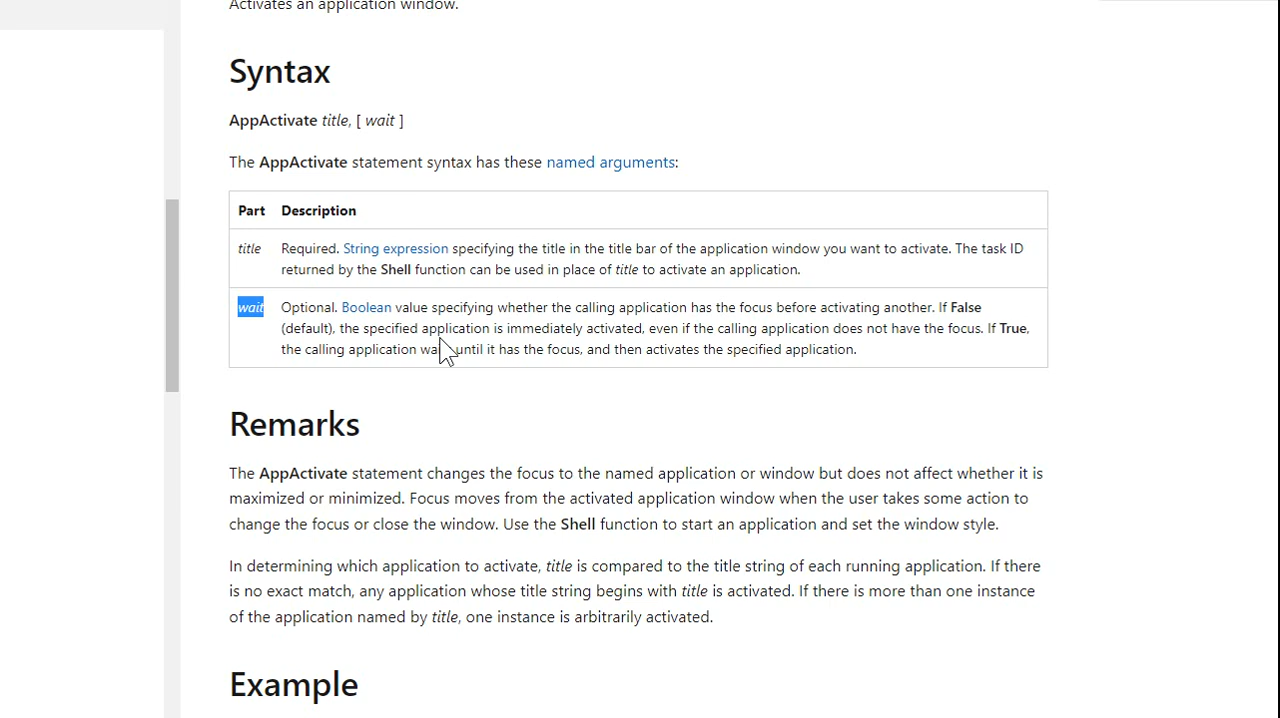 Activates an application window.
Syntax
AppActivate title, [ wait ]
The AppActivate statement syntax has these named arguments:
Part Description
title Required. String expression specifying the title in the title bar of the application window you want to activate. The task ID
returned by the Shell function can be used in place of title to activate an application.
wait Optional. Boolean value specifying whether the calling application has the focus before activating another. If False
(default), the specified application is immediately activated, even if the calling application does not have the focus. If True,
the calling application until it has the focus, and then activates the specified application.
Remarks
The AppActivate statement changes the focus to the named application or window but does not affect whether it is
maximized or minimized. Focus moves from the activated application window when the user takes some action to
change the focus or close the window. Use the Shell function to start an application and set the window style.
In determining which application to activate, title is compared to the title string of each running application. If there
is no exact match, any application whose title string begins with title is activated. If there is more than one instance
of the application named by title, one instance is arbitrarily activated.
Example